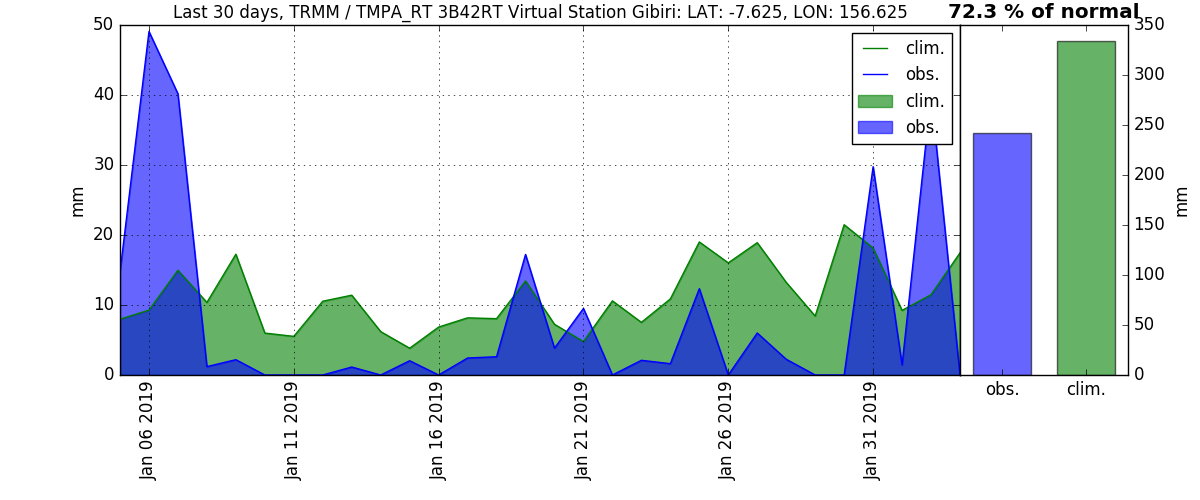 Last 30 days, TRMM / TMPA_RT 3B42RT Virtual Station Gibiri: LAT: -7.625, LON: 156.625
72.3 % of normal
50
40
30
20
10
0
mm
clim.
obs.
clim.
obs.
Jan 06 2019
Jan 11 2019
Jan 16 2019
Jan 21 2019
Jan 26 2019
Jan 31 2019
350
300
250
200
150
100
50
0
mm
obs.
clim.